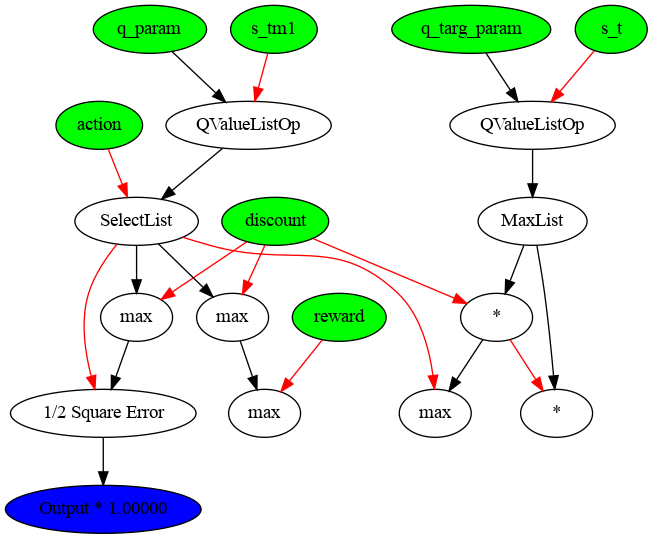 q_param
s_tm1
q_targ_param
s_t
action
QValueListOp
QValueListOp
SelectList
discount
MaxList
max
max
reward
*
1/2 Square Error
max
max
*
Output * 1.00000